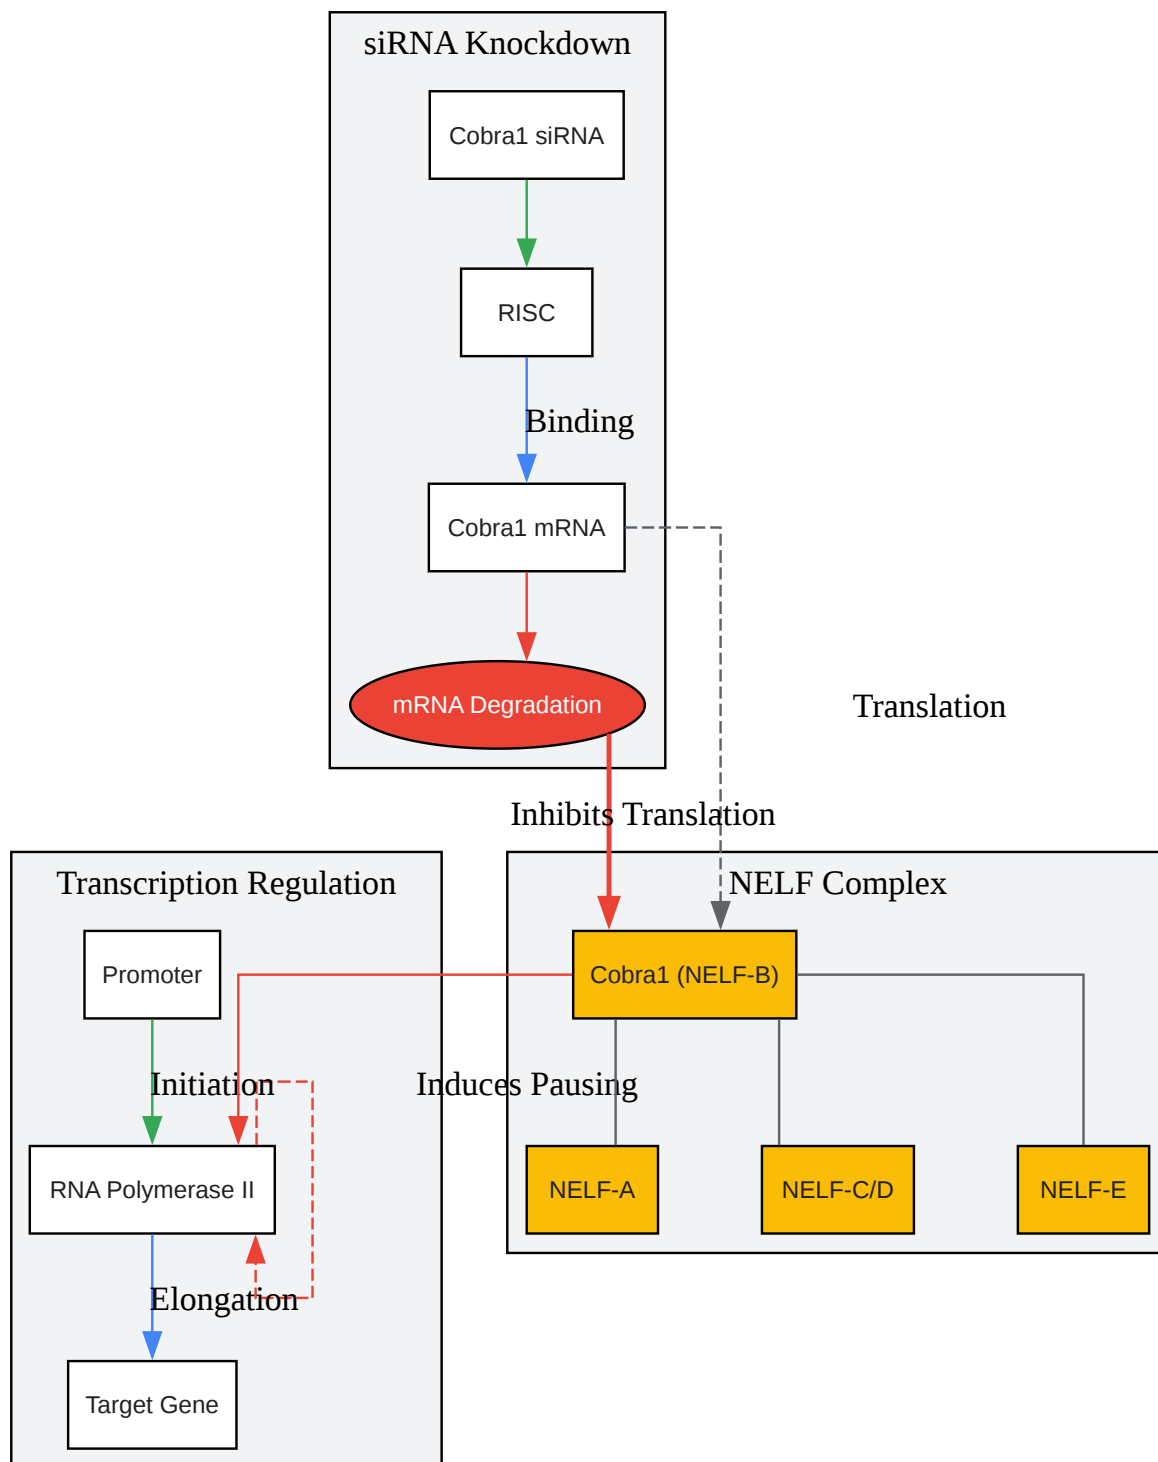 siRNA Knockdown
Cobra1 siRNA
RISC
Binding
Cobra1 mRNA
mRNA Degradation
Translation
Inhibits Translation
Transcription Regulation
NELF Complex
Promoter
Cobra1 (NELF-B)
Initiation
Induces Pausing
RNA Polymerase II
NELF-A
NELF-C/D
NELF-E
Elongation
Target Gene